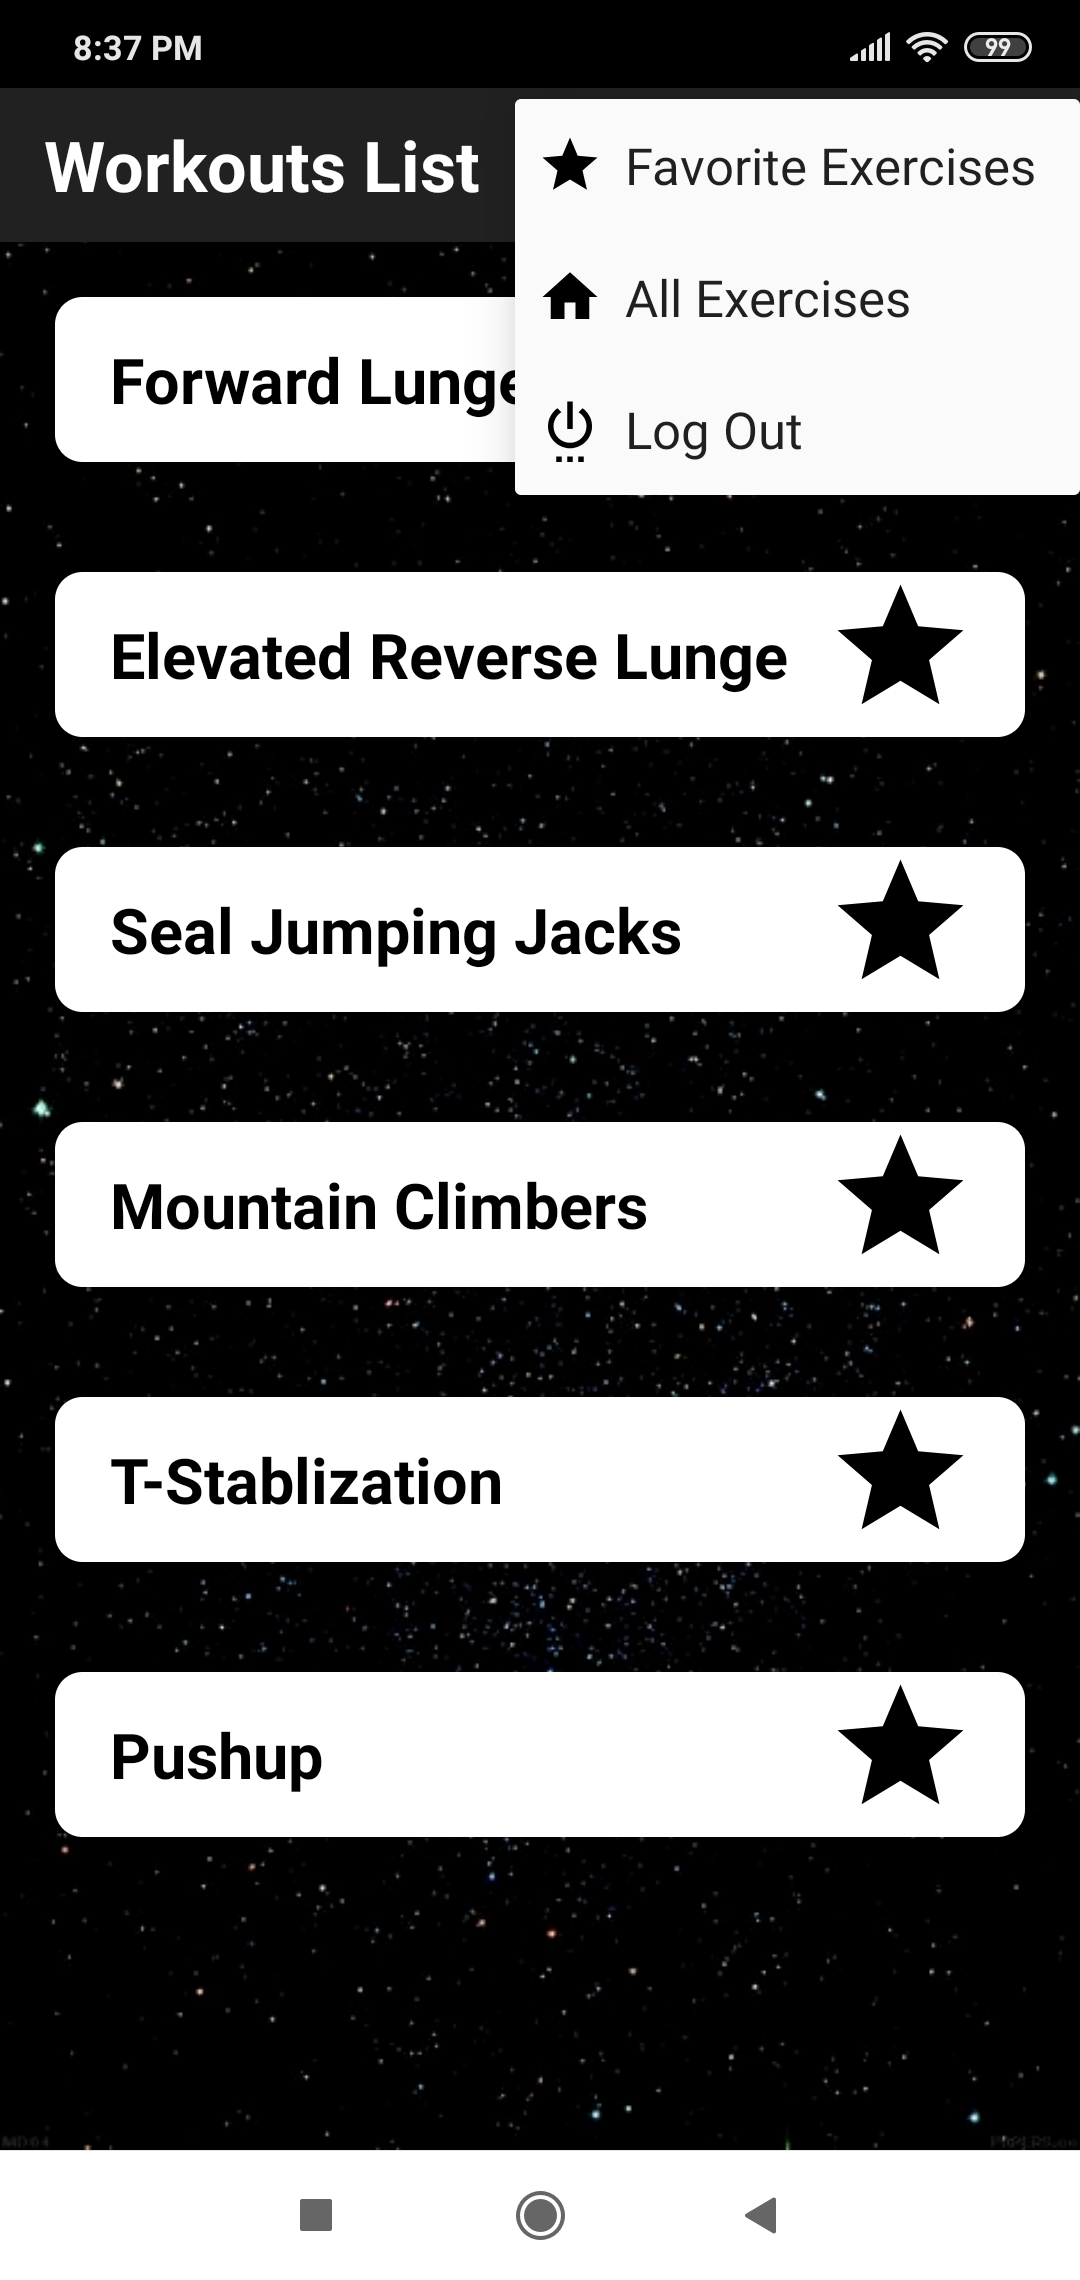 8:37 PM
99
Workouts List
Favorite Exercises
All Exercises
Log Out
Forward Lunge
Elevated Reverse Lunge
Seal Jumping Jacks
Mountain Climbers
T-Stablization
Pushup